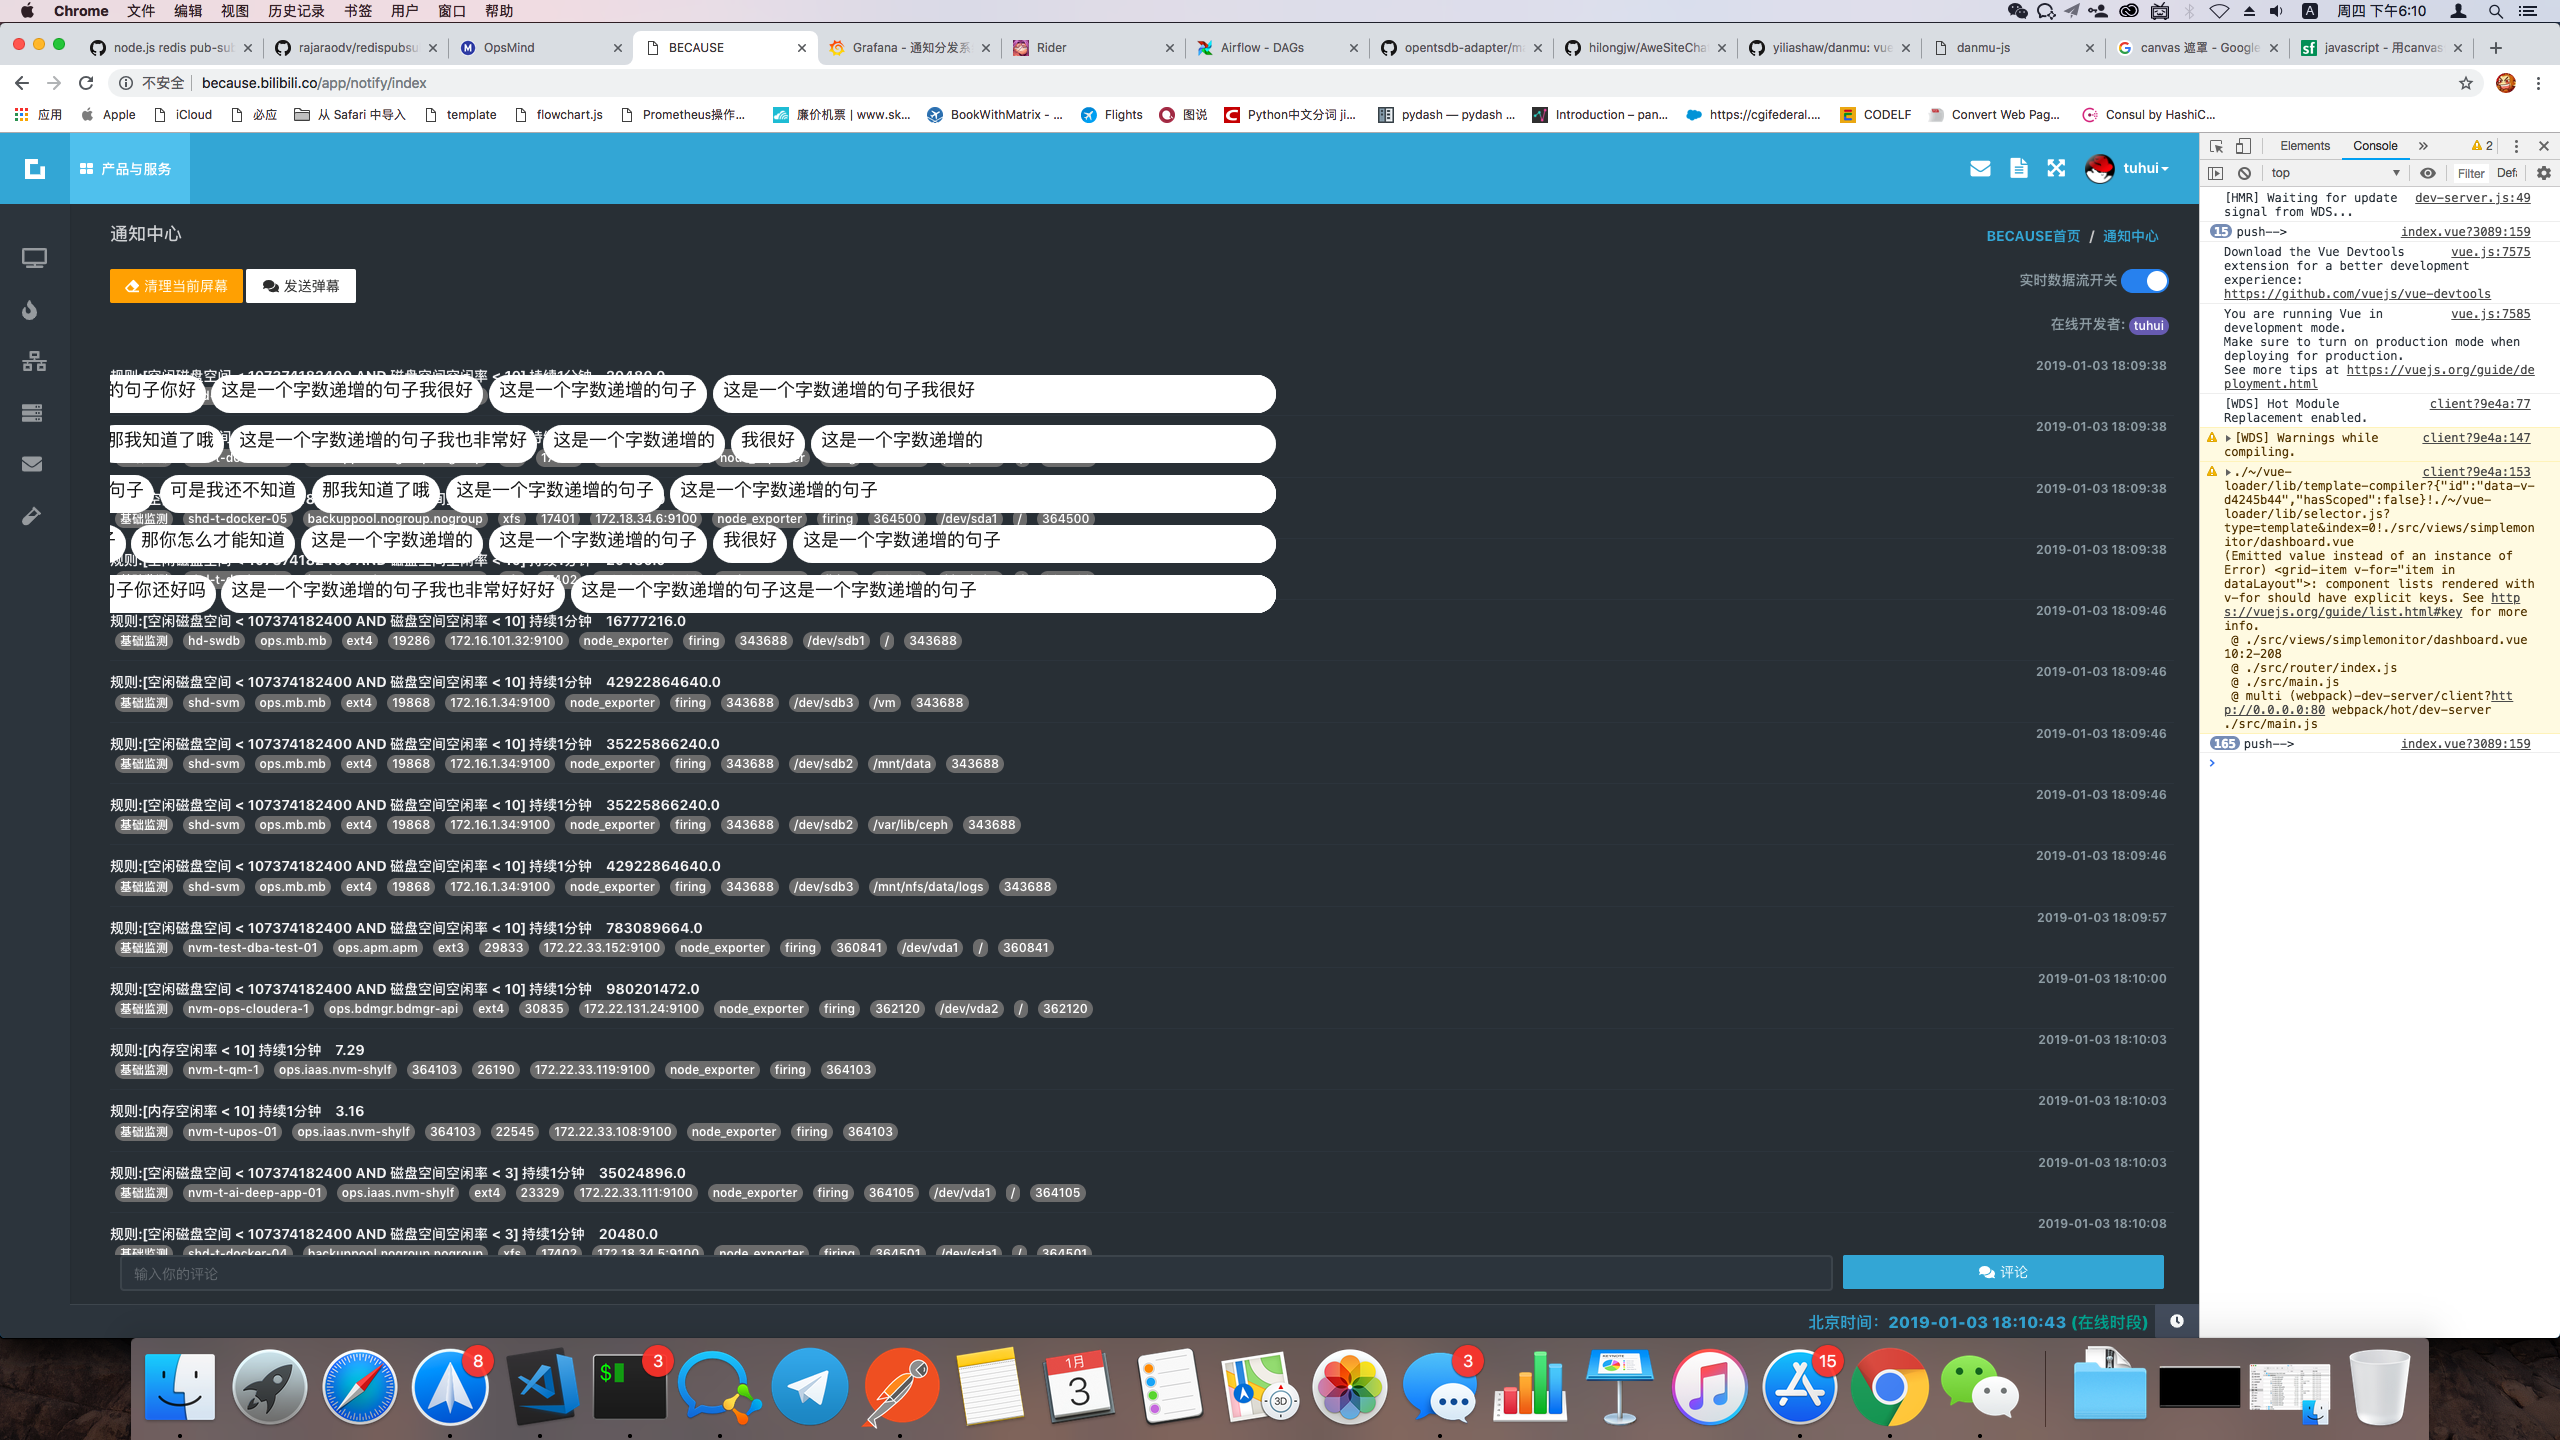 Chrome 文件 编辑 视图 历史记录 书签 用户 窗口 帮助 周四 下午6:10
node.js redis pub-sub rajaraodv/redispubsu OpsMind BECAUSE Grafana - 通知分发系 Rider Airflow - DAGs opentsdb-adapter/ma hilongjw/AweSiteCha yiliashaw/danmu: vue danmu-js canvas 遮罩 - Google javascript - 用canvas
不安全 because.bilibili.co/app/notify/index
应用 Apple iCloud 必应 从 Safari 中导入 template flowchart.js Prometheus操作... 廉价机票 | www.sk... BookWithMatrix - ... Flights 图说 Python中文分词 ji... pydash — pydash ... Introduction – pan... https://cgifederal.... CODELF Convert Web Pag... Consul by HashiC...
产品与服务 tuhui
通知中心 BECAUSE首页 / 通知中心
清理当前屏幕 发送弹幕 实时数据流开关
在线开发者: tuhui
2019-01-03 18:09:38
的句子你好 这是一个字数递增的句子我很好 这是一个字数递增的句子 这是一个字数递增的句子我很好
2019-01-03 18:09:38
那我知道了哦 这是一个字数递增的句子我也非常好 这是一个字数递增的 我很好 这是一个字数递增的
2019-01-03 18:09:38
句子 可是我还不知道 那我知道了哦 这是一个字数递增的句子 这是一个字数递增的句子
基础监测 shd-t-docker-05 backuppool.nogroup.nogroup xfs 17401 172.18.34.6:9100 node_exporter firing 364500 /dev/sda1 / 364500
那你怎么才能知道 这是一个字数递增的 这是一个字数递增的句子 我很好 这是一个字数递增的句子
2019-01-03 18:09:38
句子你还好吗 这是一个字数递增的句子我也非常好好好 这是一个字数递增的句子这是一个字数递增的句子
规则:[空闲磁盘空间 < 107374182400 AND 磁盘空间空闲率 < 10] 持续1分钟 16777216.0 2019-01-03 18:09:46
基础监测 hd-swdb ops.mb.mb ext4 19286 172.16.101.32:9100 node_exporter firing 343688 /dev/sdb1 / 343688
规则:[空闲磁盘空间 < 107374182400 AND 磁盘空间空闲率 < 10] 持续1分钟 42922864640.0 2019-01-03 18:09:46
基础监测 shd-svm ops.mb.mb ext4 19868 172.16.1.34:9100 node_exporter firing 343688 /dev/sdb3 /vm 343688
规则:[空闲磁盘空间 < 107374182400 AND 磁盘空间空闲率 < 10] 持续1分钟 35225866240.0 2019-01-03 18:09:46
基础监测 shd-svm ops.mb.mb ext4 19868 172.16.1.34:9100 node_exporter firing 343688 /dev/sdb2 /mnt/data 343688
规则:[空闲磁盘空间 < 107374182400 AND 磁盘空间空闲率 < 10] 持续1分钟 35225866240.0 2019-01-03 18:09:46
基础监测 shd-svm ops.mb.mb ext4 19868 172.16.1.34:9100 node_exporter firing 343688 /dev/sdb2 /var/lib/ceph 343688
规则:[空闲磁盘空间 < 107374182400 AND 磁盘空间空闲率 < 10] 持续1分钟 42922864640.0 2019-01-03 18:09:46
基础监测 shd-svm ops.mb.mb ext4 19868 172.16.1.34:9100 node_exporter firing 343688 /dev/sdb3 /mnt/nfs/data/logs 343688
规则:[空闲磁盘空间 < 107374182400 AND 磁盘空间空闲率 < 10] 持续1分钟 783089664.0 2019-01-03 18:09:57
基础监测 nvm-test-dba-test-01 ops.apm.apm ext3 29833 172.22.33.152:9100 node_exporter firing 360841 /dev/vda1 / 360841
规则:[空闲磁盘空间 < 107374182400 AND 磁盘空间空闲率 < 10] 持续1分钟 980201472.0 2019-01-03 18:10:00
基础监测 nvm-ops-cloudera-1 ops.bdmgr.bdmgr-api ext4 30835 172.22.131.24:9100 node_exporter firing 362120 /dev/vda2 / 362120
规则:[内存空闲率 < 10] 持续1分钟 7.29 2019-01-03 18:10:03
基础监测 nvm-t-qm-1 ops.iaas.nvm-shylf 364103 26190 172.22.33.119:9100 node_exporter firing 364103
规则:[内存空闲率 < 10] 持续1分钟 3.16 2019-01-03 18:10:03
基础监测 nvm-t-upos-01 ops.iaas.nvm-shylf 364103 22545 172.22.33.108:9100 node_exporter firing 364103
规则:[空闲磁盘空间 < 107374182400 AND 磁盘空间空闲率 < 3] 持续1分钟 35024896.0 2019-01-03 18:10:03
基础监测 nvm-t-ai-deep-app-01 ops.iaas.nvm-shylf ext4 23329 172.22.33.111:9100 node_exporter firing 364105 /dev/vda1 / 364105
规则:[空闲磁盘空间 < 107374182400 AND 磁盘空间空闲率 < 3] 持续1分钟 20480.0 2019-01-03 18:10:08
基础监测 shd-t-docker-04 backuppool.nogroup.nogroup xfs 17402 172.18.34.5:9100 node_exporter firing 364501 /dev/sda1 / 364501
输入你的评论 评论
北京时间：2019-01-03 18:10:43 (在线时段)
Elements Console 2
top Filter Defa
[HMR] Waiting for update dev-server.js:49
signal from WDS...
15 push--> index.vue?3089:159
Download the Vue Devtools vue.js:7575
extension for a better development
experience:
https://github.com/vuejs/vue-devtools
You are running Vue in vue.js:7585
development mode.
Make sure to turn on production mode when
deploying for production.
See more tips at https://vuejs.org/guide/de
ployment.html
[WDS] Hot Module client?9e4a:77
Replacement enabled.
[WDS] Warnings while client?9e4a:147
compiling.
./~/vue- client?9e4a:153
loader/lib/template-compiler?{"id":"data-v-
d4245b44","hasScoped":false}!./~/vue-
loader/lib/selector.js?
type=template&index=0!./src/views/simplemon
itor/dashboard.vue
(Emitted value instead of an instance of
Error) <grid-item v-for="item in
dataLayout">: component lists rendered with
v-for should have explicit keys. See http
s://vuejs.org/guide/list.html#key for more
info.
@ ./src/views/simplemonitor/dashboard.vue
10:2-208
@ ./src/router/index.js
@ ./src/main.js
@ multi (webpack)-dev-server/client?htt
p://0.0.0.0:80 webpack/hot/dev-server
./src/main.js
165 push--> index.vue?3089:159
8 3 1月 3 3D 3 15